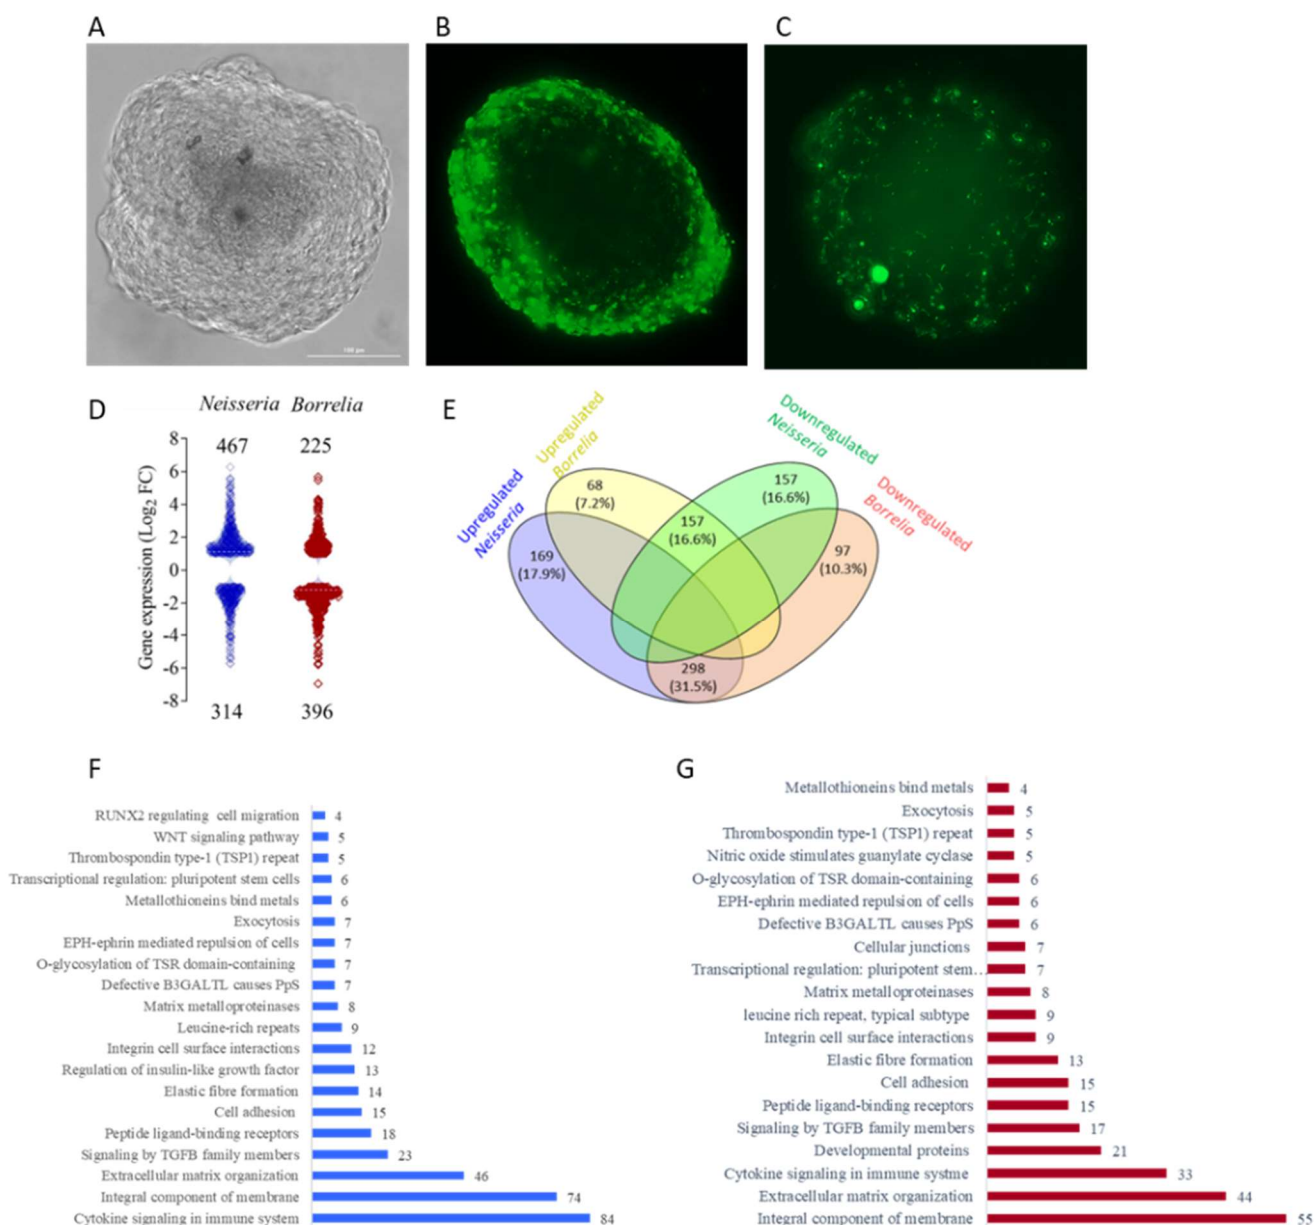 A
B
C
100 µm
D
Neisseria Borrelia
467
225
Gene expression (Log2 FC)
8
6
4
2
0
-2
-4
-6
-8
314
396
E
Upregulated
Neisseria
Upregulated
Borrelia
Downregulated
Neisseria
Downregulated
Borrelia
68
(7.2%)
157
(16.6%)
157
(16.6%)
169
(17.9%)
97
(10.3%)
298
(31.5%)
F
RUNX2 regulating cell migration 4
WNT signaling pathway 5
Thrombospondin type-1 (TSP1) repeat 5
Transcriptional regulation: pluripotent stem cells 6
Metallothioneins bind metals 6
Exocytosis 7
EPH-ephrin mediated repulsion of cells 7
O-glycosylation of TSR domain-containing 7
Defective B3GALTL causes PpS 7
Matrix metalloproteinases 8
Leucine-rich repeats 9
Integrin cell surface interactions 12
Regulation of insulin-like growth factor 13
Elastic fibre formation 14
Cell adhesion 15
Peptide ligand-binding receptors 18
Signaling by TGFB family members 23
Extracellular matrix organization 46
Integral component of membrane 74
Cytokine signaling in immune system 84
G
Metallothioneins bind metals 4
Exocytosis 5
Thrombospondin type-1 (TSP1) repeat 5
Nitric oxide stimulates guanylate cyclase 5
O-glycosylation of TSR domain-containing 6
EPH-ephrin mediated repulsion of cells 6
Defective B3GALTL causes PpS 6
Cellular junctions 7
Transcriptional regulation: pluripotent stem... 7
Matrix metalloproteinases 8
leucine rich repeat, typical subtype 9
Integrin cell surface interactions 9
Elastic fibre formation 13
Cell adhesion 15
Peptide ligand-binding receptors 15
Signaling by TGFB family members 17
Developmental proteins 21
Cytokine signaling in immune systme 33
Extracellular matrix organization 44
Integral component of membrane 55